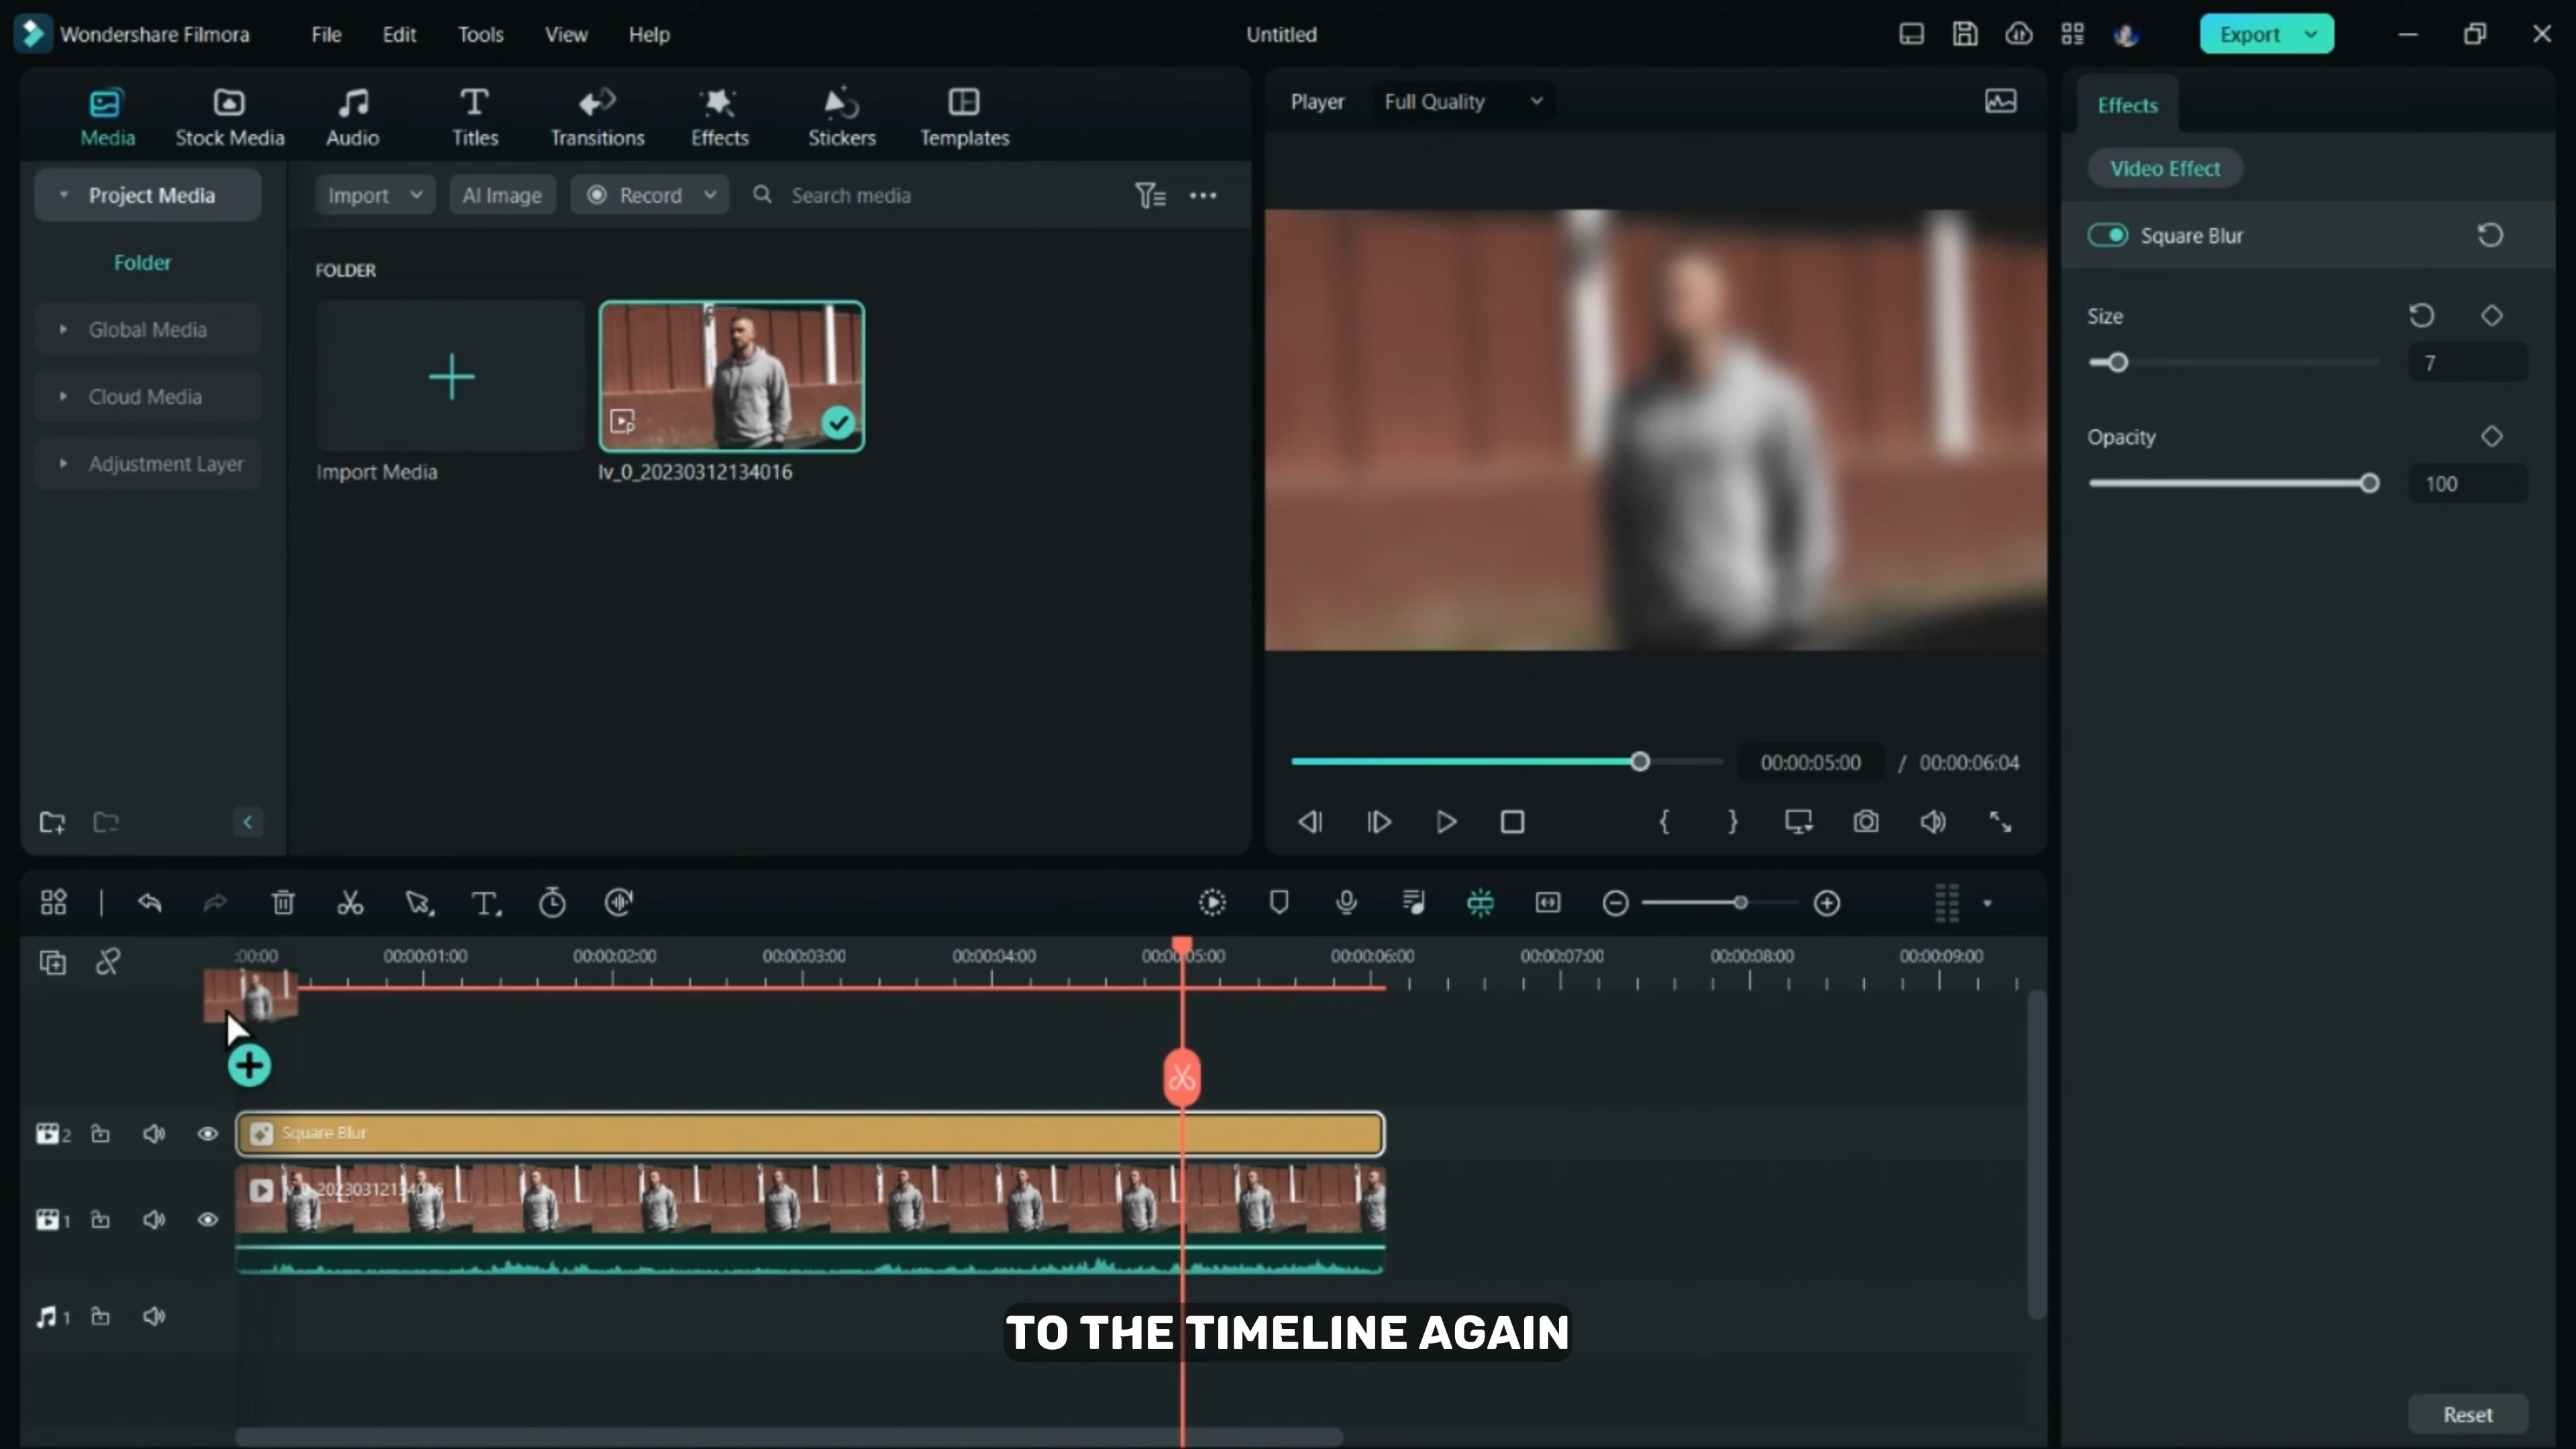 Wondershare Filmora File Edit Tools View Help Untitled Export
Media Stock Media Audio Titles Transitions Effects Stickers Templates
Project Media
Folder
Global Media
Cloud Media
Adjustment Layer
Import AI Image Record Search media
FOLDER
Import Media lv_0_20230312134016
Player Full Quality
00:00:05:00 / 00:00:06:04
Effects
Video Effect
Square Blur
Size
7
Opacity
100
:00:00 00:00:01:00 00:00:02:00 00:00:03:00 00:00:04:00 00:00:05:00 00:00:06:00 00:00:07:00 00:00:08:00 00:00:09:00
2 Square Blur
1 lv_0_20230312134016
1
TO THE TIMELINE AGAIN
Reset